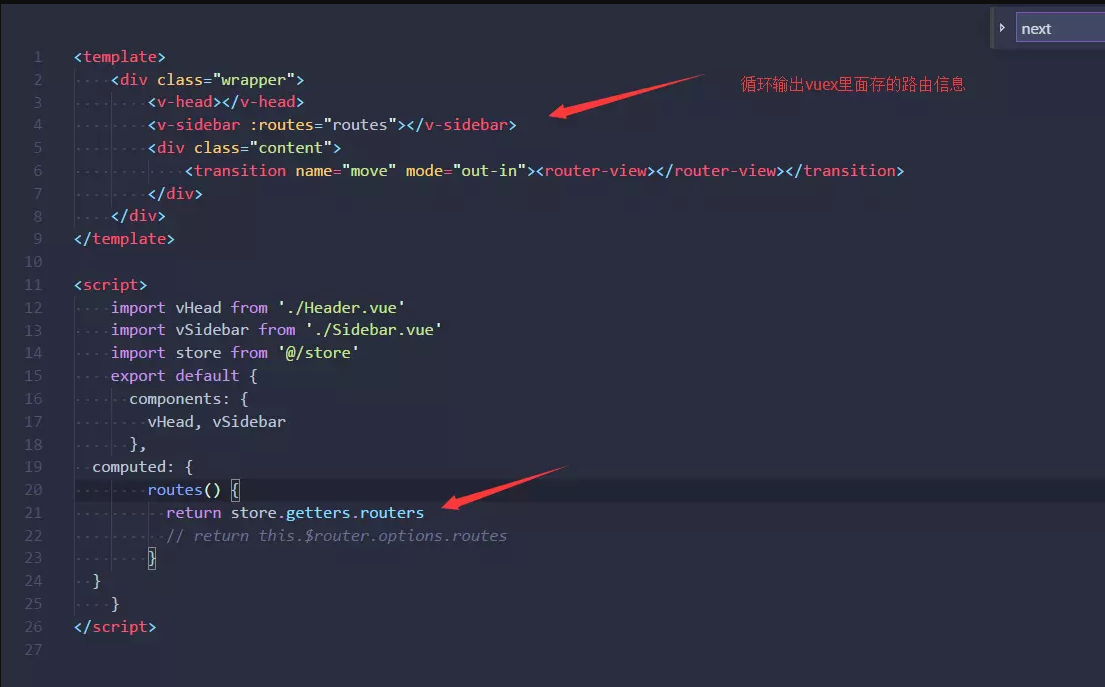 next
循环输出vuex里面存的路由信息
1 <template>
2 <div class="wrapper">
3 <v-head></v-head>
4 <v-sidebar :routes="routes"></v-sidebar>
5 <div class="content">
6 <transition name="move" mode="out-in"><router-view></router-view></transition>
7 </div>
8 </div>
9 </template>
10
11 <script>
12 import vHead from './Header.vue'
13 import vSidebar from './Sidebar.vue'
14 import store from '@/store'
15 export default {
16 components: {
17 vHead, vSidebar
18 },
19 computed: {
20 routes() {
21 return store.getters.routers
22 // return this.$router.options.routes
23 }
24 }
25 }
26 </script>
27